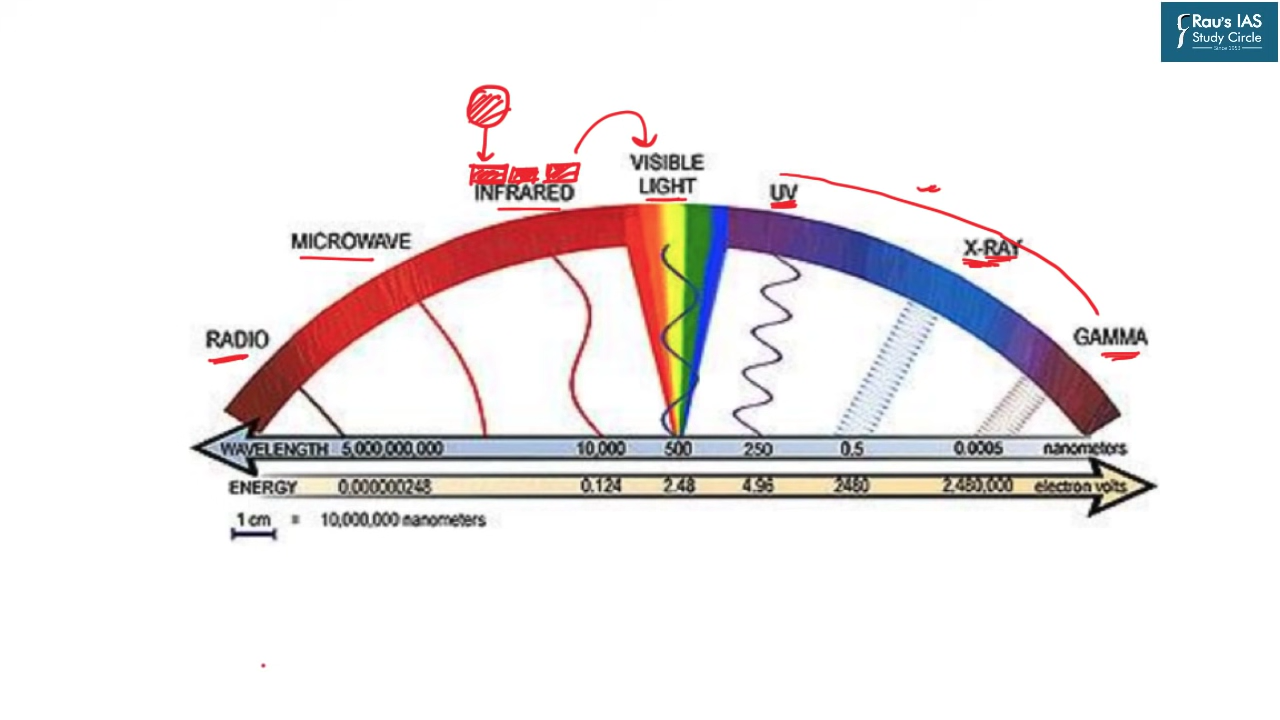 Rau's IAS
Study Circle
Since 1953
VISIBLE
LIGHT
INFRARED
UV
MICROWAVE
X-RAY
RADIO
GAMMA
WAVELENGTH 5,000,000,000 10,000 500 250 0.5 0.0005 nanometers
ENERGY 0.000000248 0.124 2.48 4.96 2480 2,480,000 electron volts
1 cm = 10,000,000 nanometers